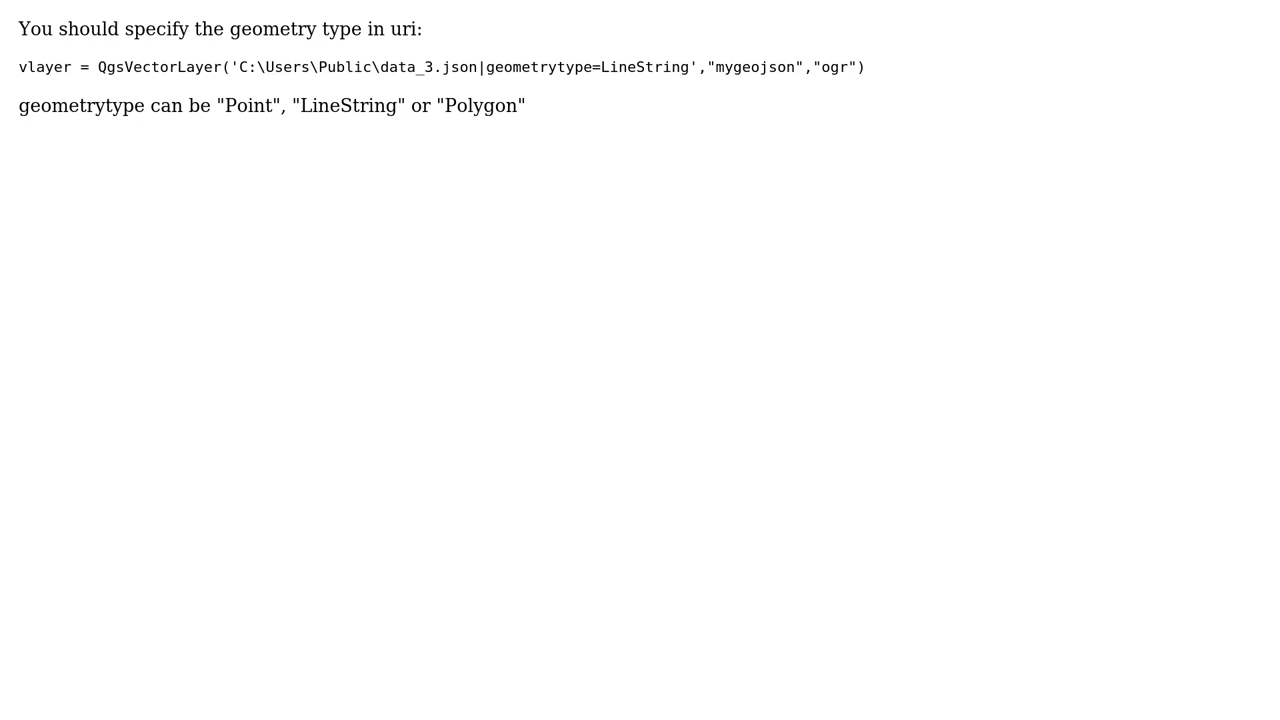 You should specify the geometry type in uri:
vlayer = QgsVectorLayer('C:\Users\Public\data_3.json|geometrytype=LineString',"mygeojson","ogr")
geometrytype can be "Point", "LineString" or "Polygon"